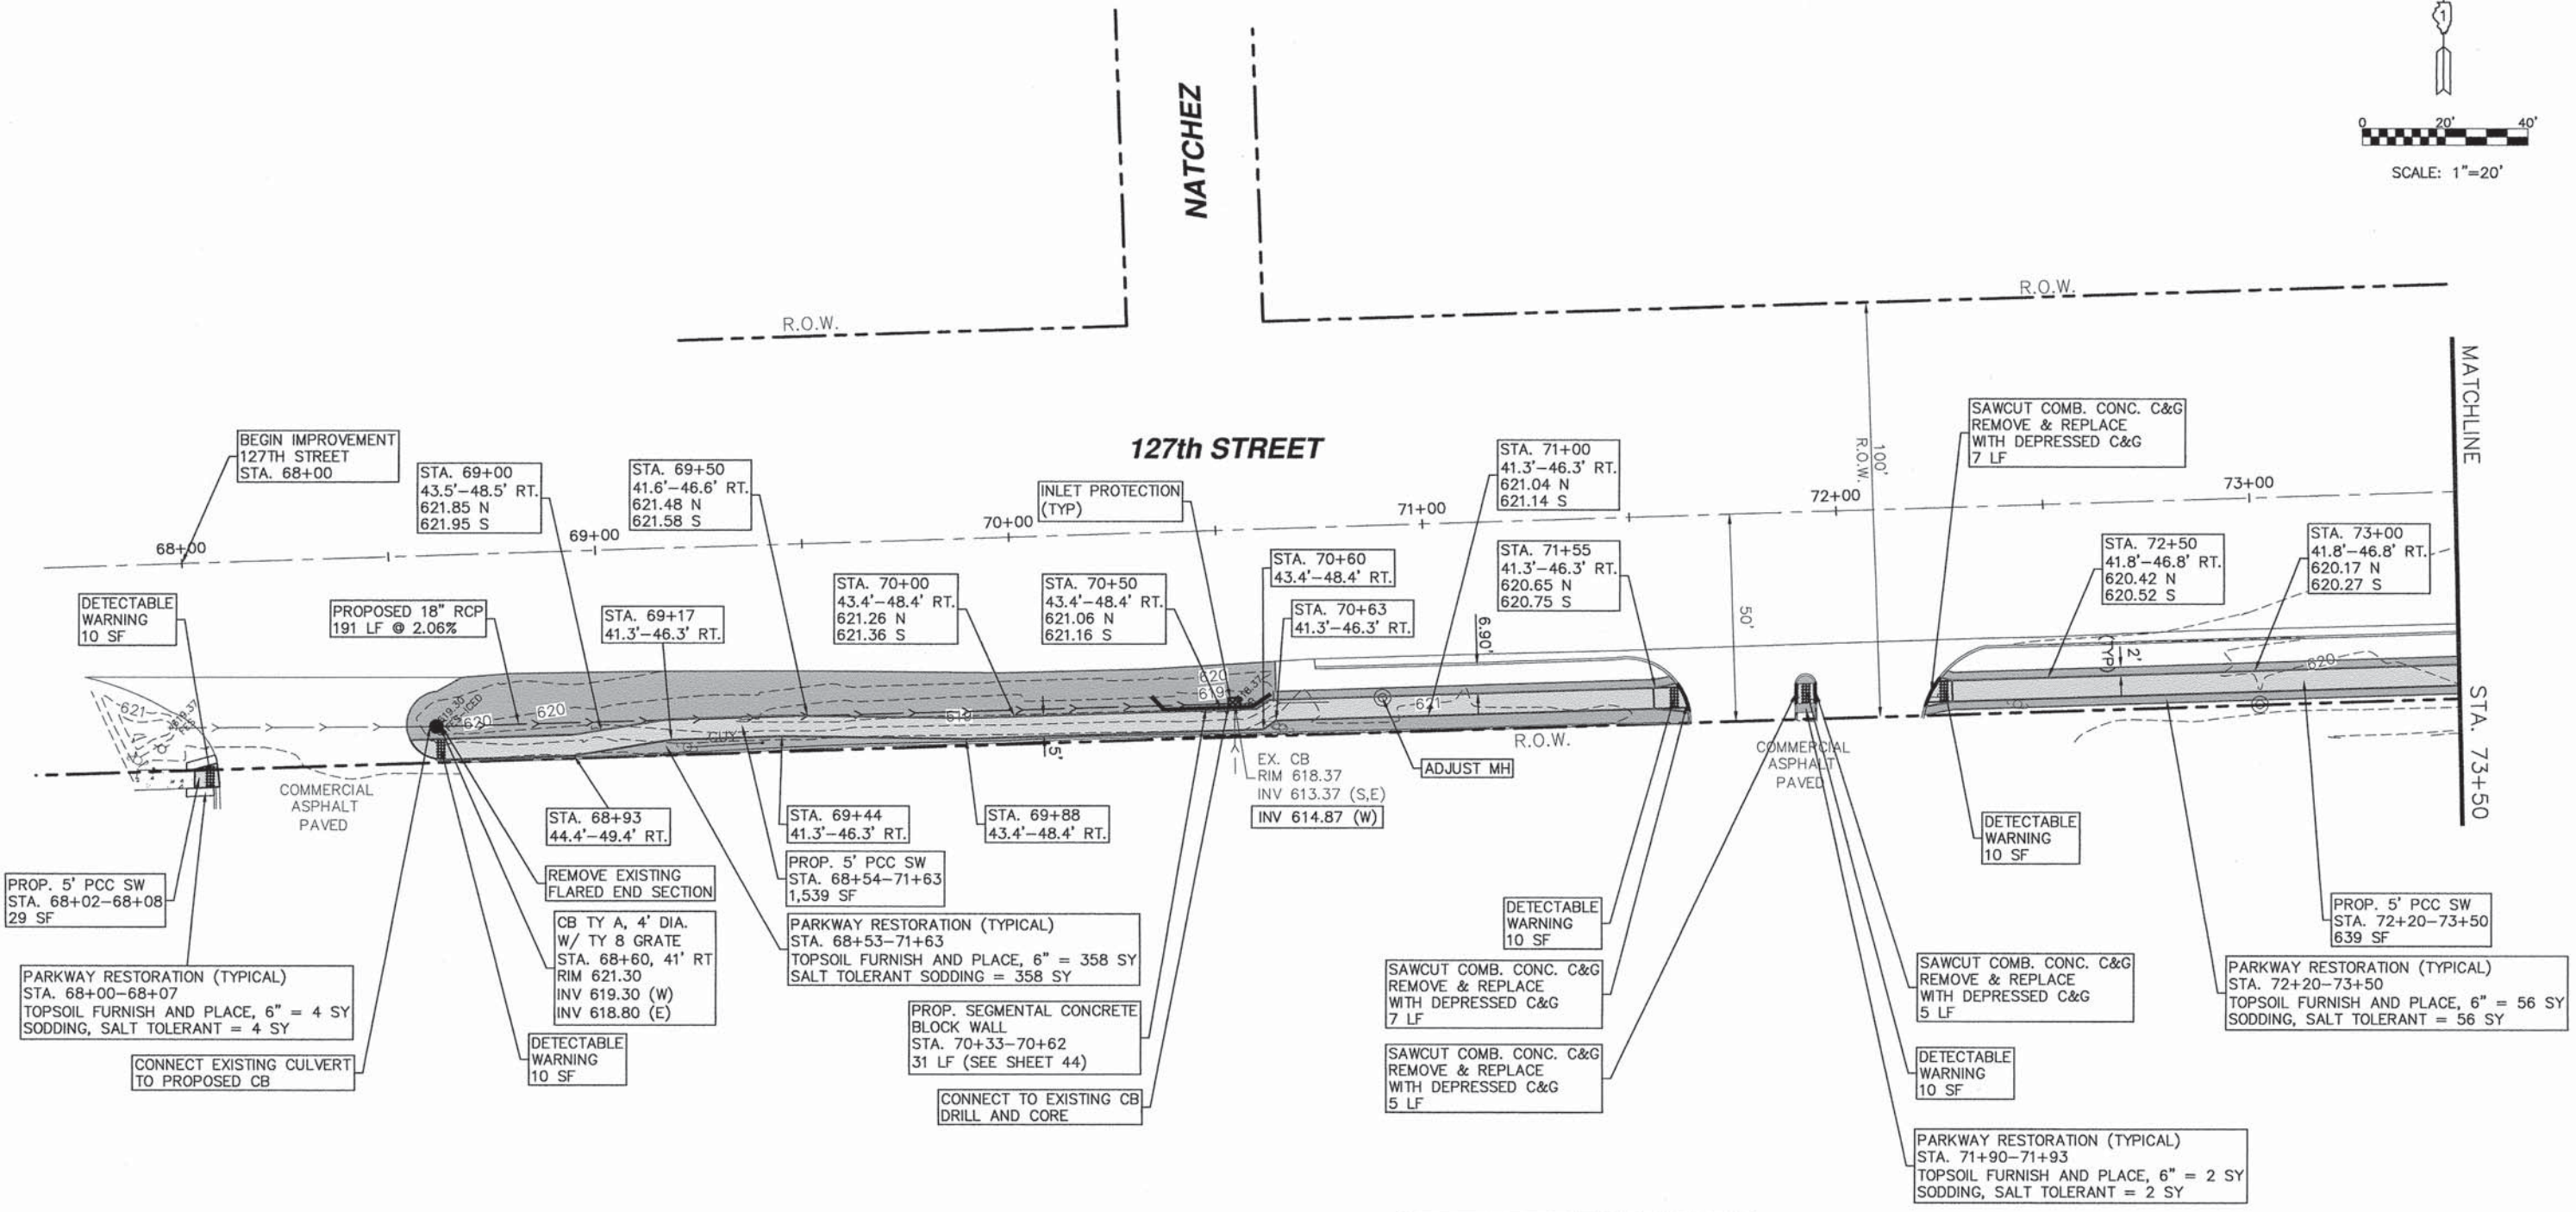 1
0 20' 40'
SCALE: 1"=20'
NATCHEZ
R.O.W.
R.O.W.
127th STREET
MATCHLINE
STA. 73+50
100'
R.O.W.
50'
BEGIN IMPROVEMENT
127TH STREET
STA. 68+00
STA. 69+00
43.5'-48.5' RT.
621.85 N
621.95 S
STA. 69+50
41.6'-46.6' RT.
621.48 N
621.58 S
INLET PROTECTION
(TYP)
STA. 71+00
41.3'-46.3' RT.
621.04 N
621.14 S
SAWCUT COMB. CONC. C&G
REMOVE & REPLACE
WITH DEPRESSED C&G
7 LF
68+00
69+00
70+00
71+00
72+00
73+00
DETECTABLE
WARNING
10 SF
PROPOSED 18" RCP
191 LF @ 2.06%
STA. 69+17
41.3'-46.3' RT.
STA. 70+00
43.4'-48.4' RT.
621.26 N
621.36 S
STA. 70+50
43.4'-48.4' RT.
621.06 N
621.16 S
STA. 70+60
43.4'-48.4' RT.
STA. 70+63
41.3'-46.3' RT.
STA. 71+55
41.3'-46.3' RT.
620.65 N
620.75 S
STA. 72+50
41.8'-46.8' RT.
620.42 N
620.52 S
STA. 73+00
41.8'-46.8' RT.
620.17 N
620.27 S
6.90'
2'
(TYP)
621
619.37
FES
619.30
620
620
GUY
619
620
619
618.37
621
620
5'
R.O.W.
COMMERCIAL
ASPHALT
PAVED
COMMERCIAL
ASPHALT
PAVED
EX. CB
RIM 618.37
INV 613.37 (S,E)
INV 614.87 (W)
ADJUST MH
STA. 68+93
44.4'-49.4' RT.
STA. 69+44
41.3'-46.3' RT.
STA. 69+88
43.4'-48.4' RT.
DETECTABLE
WARNING
10 SF
PROP. 5' PCC SW
STA. 68+02-68+08
29 SF
REMOVE EXISTING
FLARED END SECTION
PROP. 5' PCC SW
STA. 68+54-71+63
1,539 SF
CB TY A, 4' DIA.
W/ TY 8 GRATE
STA. 68+60, 41' RT
RIM 621.30
INV 619.30 (W)
INV 618.80 (E)
PARKWAY RESTORATION (TYPICAL)
STA. 68+53-71+63
TOPSOIL FURNISH AND PLACE, 6" = 358 SY
SALT TOLERANT SODDING = 358 SY
DETECTABLE
WARNING
10 SF
PROP. 5' PCC SW
STA. 72+20-73+50
639 SF
PARKWAY RESTORATION (TYPICAL)
STA. 68+00-68+07
TOPSOIL FURNISH AND PLACE, 6" = 4 SY
SODDING, SALT TOLERANT = 4 SY
CONNECT EXISTING CULVERT
TO PROPOSED CB
DETECTABLE
WARNING
10 SF
PROP. SEGMENTAL CONCRETE
BLOCK WALL
STA. 70+33-70+62
31 LF (SEE SHEET 44)
CONNECT TO EXISTING CB
DRILL AND CORE
SAWCUT COMB. CONC. C&G
REMOVE & REPLACE
WITH DEPRESSED C&G
7 LF
SAWCUT COMB. CONC. C&G
REMOVE & REPLACE
WITH DEPRESSED C&G
5 LF
SAWCUT COMB. CONC. C&G
REMOVE & REPLACE
WITH DEPRESSED C&G
5 LF
PARKWAY RESTORATION (TYPICAL)
STA. 72+20-73+50
TOPSOIL FURNISH AND PLACE, 6" = 56 SY
SODDING, SALT TOLERANT = 56 SY
DETECTABLE
WARNING
10 SF
PARKWAY RESTORATION (TYPICAL)
STA. 71+90-71+93
TOPSOIL FURNISH AND PLACE, 6" = 2 SY
SODDING, SALT TOLERANT = 2 SY